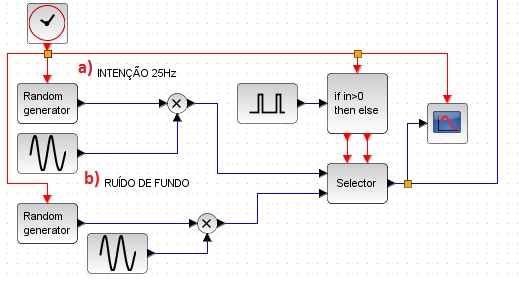 a) INTENÇÃO 25Hz
Random
generator
if in>0
then else
b) RUÍDO DE FUNDO
Selector
Random
generator